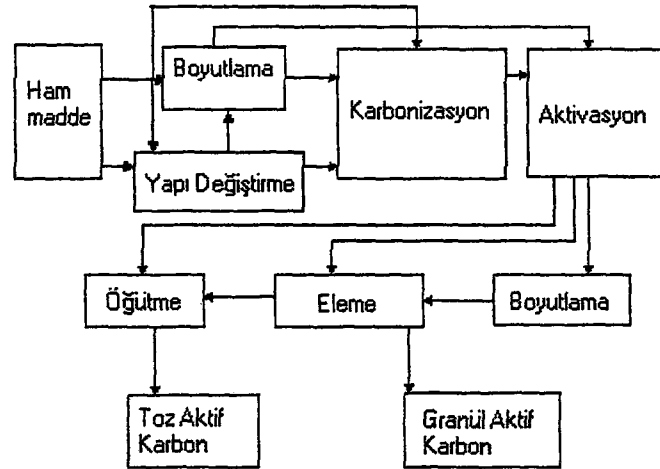 Ham
madde
Boyutlama
Yapı Değiştirme
Karbonizasyon
Aktivasyon
Öğütme
Eleme
Boyutlama
Toz Aktif
Karbon
Granül Aktif
Karbon